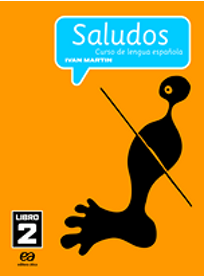 Saludos
Curso de lengua española
IVAN MARTIN
LIBRO
2
editora ática